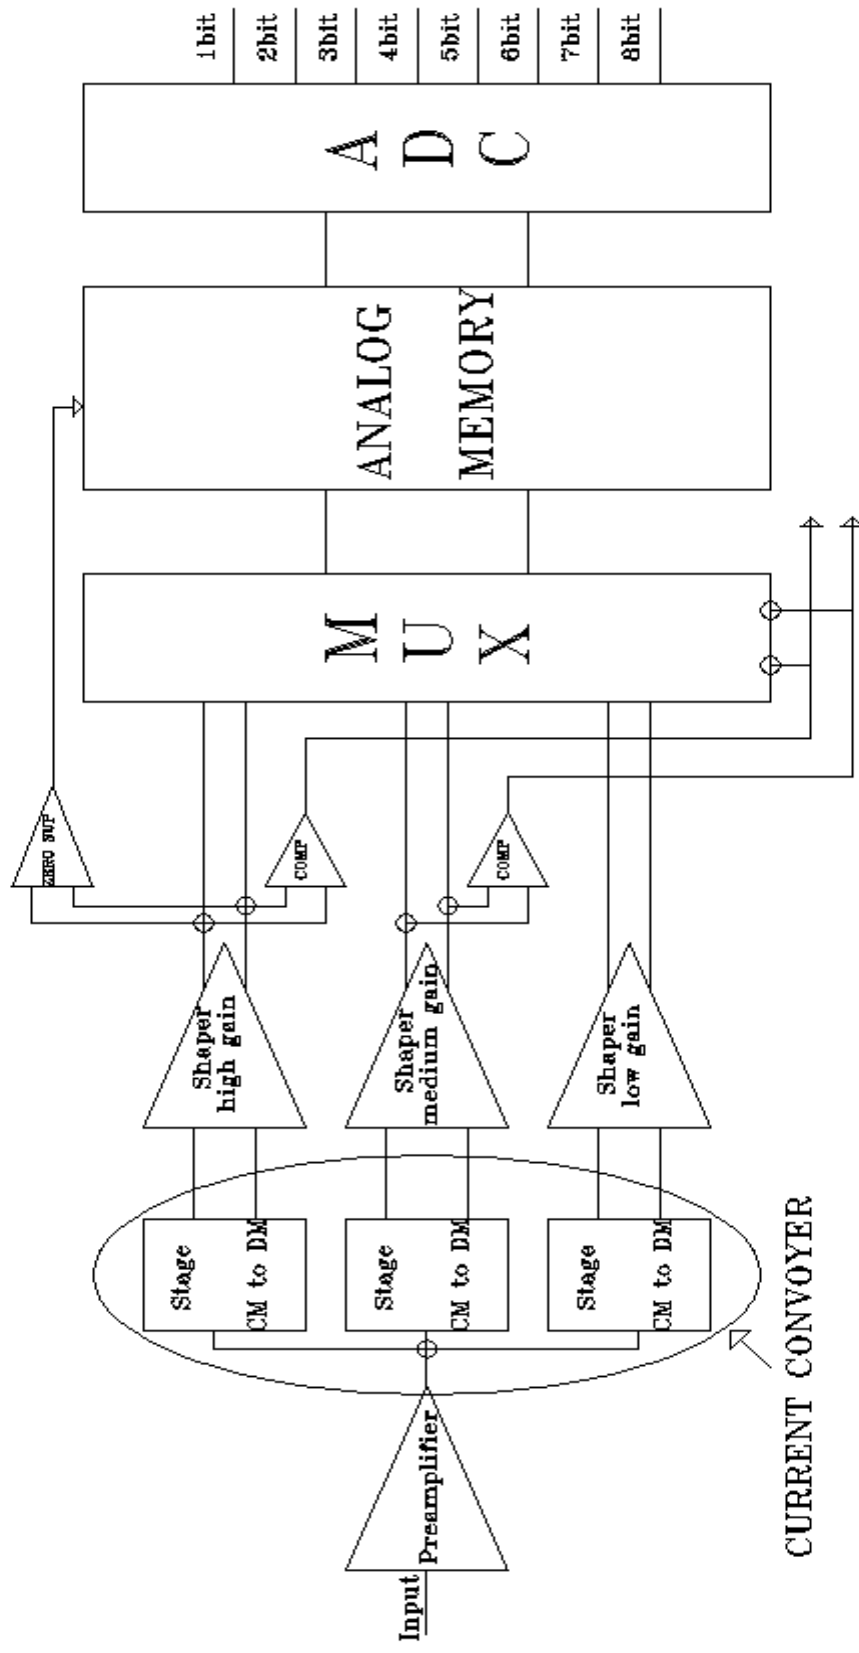 Input
Preamplifier
CURRENT CONVOYER
Stage
CM to DM
Stage
CM to DM
Stage
CM to DM
Shaper
high gain
Shaper
medium gain
Shaper
low gain
ZERO SUP
COMP
COMP
MUX
ANALOG
MEMORY
ADC
1bit
2bit
3bit
4bit
5bit
6bit
7bit
8bit